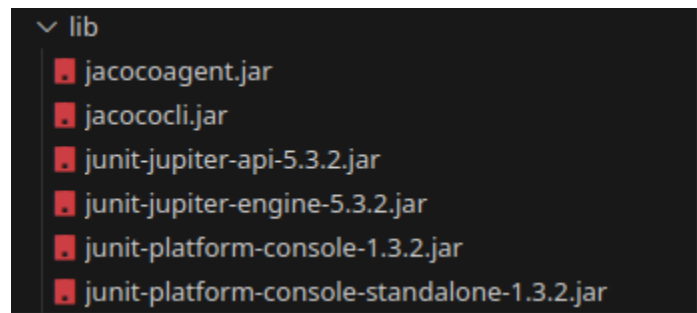 lib
jacocoagent.jar
jacococli.jar
junit-jupiter-api-5.3.2.jar
junit-jupiter-engine-5.3.2.jar
junit-platform-console-1.3.2.jar
junit-platform-console-standalone-1.3.2.jar